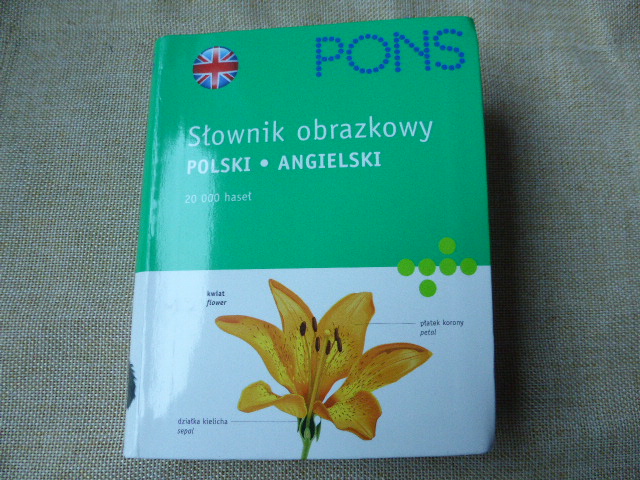 PONS
Słownik obrazkowy
POLSKI • ANGIELSKI
20 000 haseł
kwiat
flower
płatek korony
petal
działka kielicha
sepal